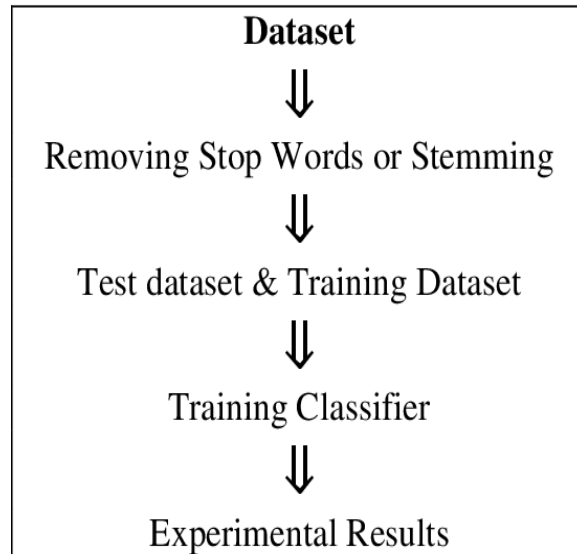 Dataset
⇓
Removing Stop Words or Stemming
⇓
Test dataset & Training Dataset
⇓
Training Classifier
⇓
Experimental Results